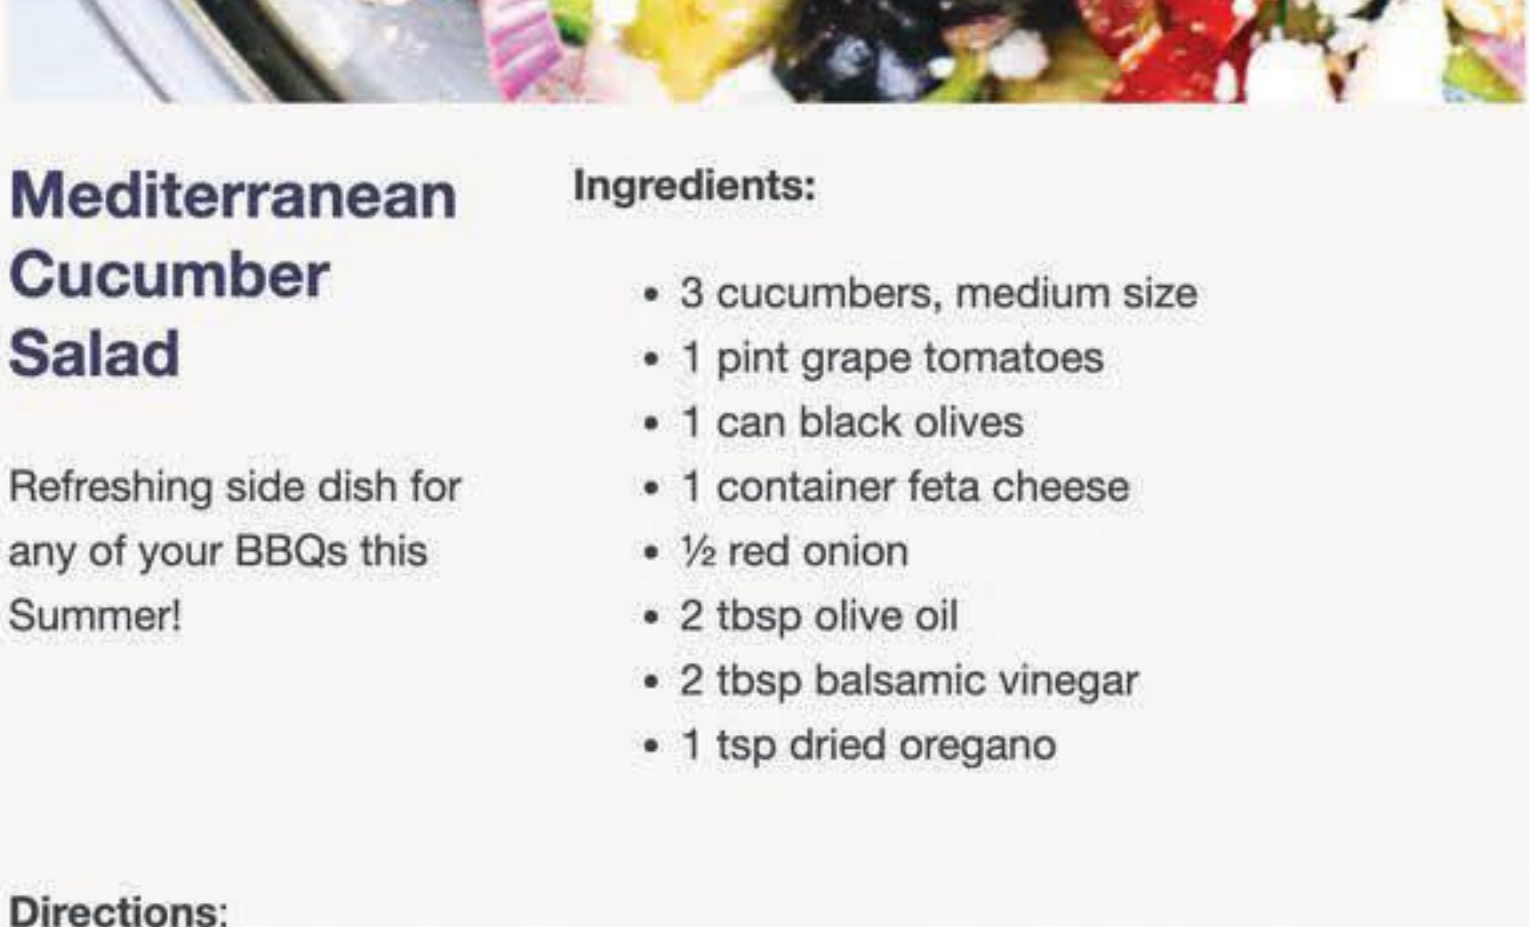 Mediterranean
Cucumber
Salad
Refreshing side dish for
any of your BBQs this
Summer!
Ingredients:
• 3 cucumbers, medium size
• 1 pint grape tomatoes
• 1 can black olives
• 1 container feta cheese
• ½ red onion
• 2 tbsp olive oil
• 2 tbsp balsamic vinegar
• 1 tsp dried oregano
Directions: